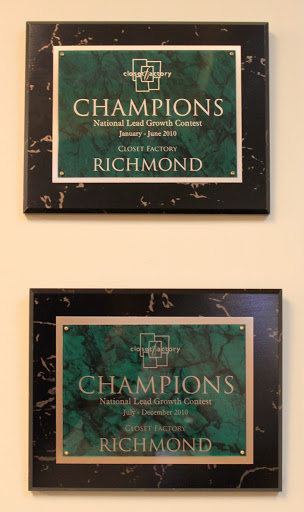 closet factory
CHAMPIONS
National Lead Growth Contest
January - June 2010
CLOSET FACTORY
RICHMOND
closet factory
CHAMPIONS
National Lead Growth Contest
July - December 2010
CLOSET FACTORY
RICHMOND